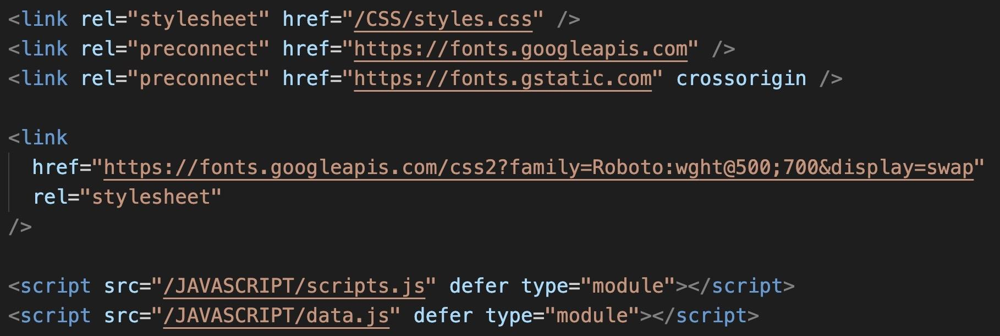 <link rel="stylesheet" href="/CSS/styles.css" />
<link rel="preconnect" href="https://fonts.googleapis.com" />
<link rel="preconnect" href="https://fonts.gstatic.com" crossorigin />
<link
href="https://fonts.googleapis.com/css2?family=Roboto:wght@500;700&display=swap"
rel="stylesheet"
/>
<script src="/JAVASCRIPT/scripts.js" defer type="module"></script>
<script src="/JAVASCRIPT/data.js" defer type="module"></script>